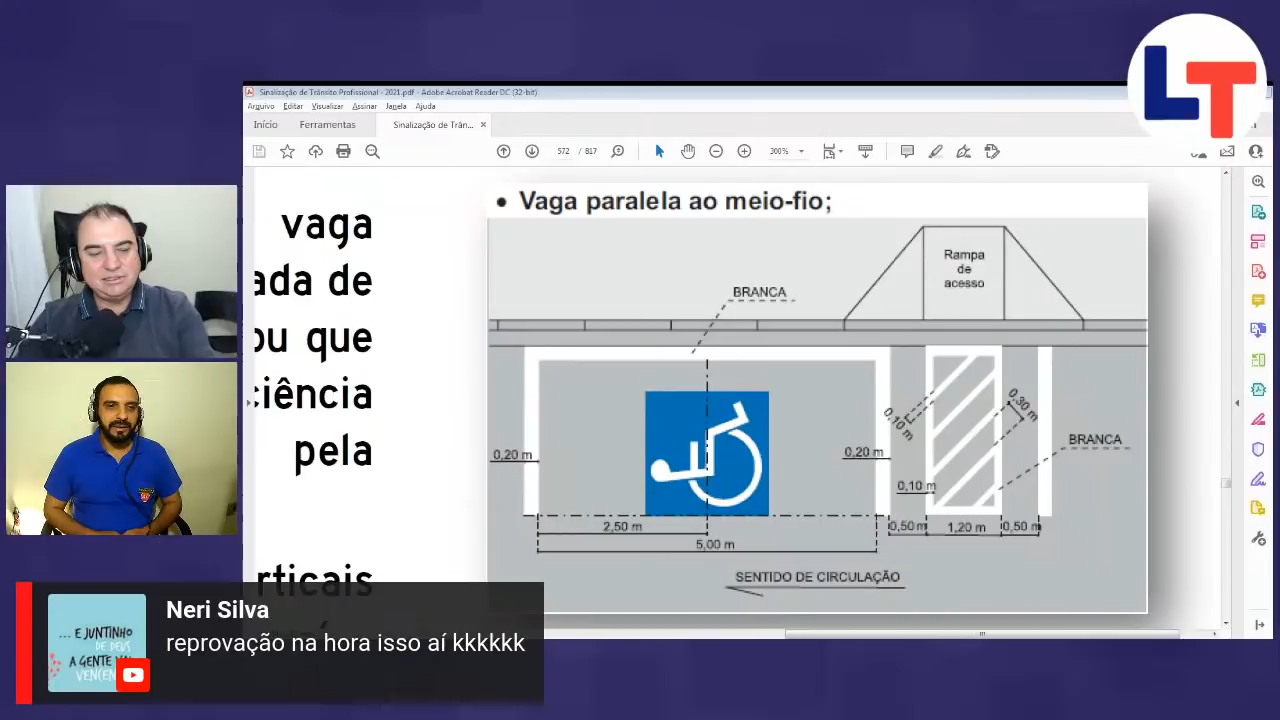 LT
Sinalização de Trânsito Profissional - 2021.pdf - Adobe Acrobat Reader DC (32-bit)
Arquivo Editar Visualizar Assinar Janela Ajuda
Início Ferramentas Sinalização de Trân... ×
572 / 817 300%
vaga
ada de
ou que
ciência
pela
rticais
• Vaga paralela ao meio-fio;
Rampa
de
acesso
BRANCA
0,20 m
0,20 m
0,10 m
0,30 m
BRANCA
0,10 m
2,50 m
0,50 m 1,20 m 0,50 m
5,00 m
SENTIDO DE CIRCULAÇÃO
... E JUNTINHO
DE DEUS
A GENTE VAI
VENCEN
Neri Silva
reprovação na hora isso aí kkkkkk